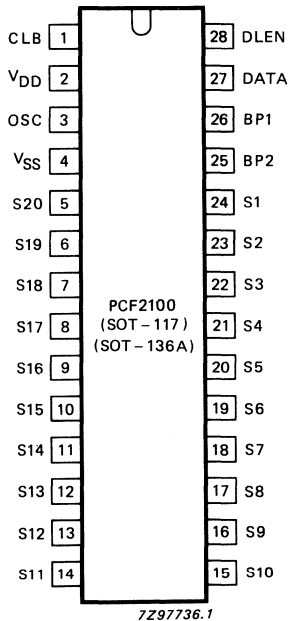 CLB 1 28 DLEN
VDD 2 27 DATA
OSC 3 26 BP1
VSS 4 25 BP2
S20 5 24 S1
S19 6 23 S2
S18 7 22 S3
PCF2100
(SOT-117)
(SOT-136A)
S17 8 21 S4
S16 9 20 S5
S15 10 19 S6
S14 11 18 S7
S13 12 17 S8
S12 13 16 S9
S11 14 15 S10
7Z97736.1